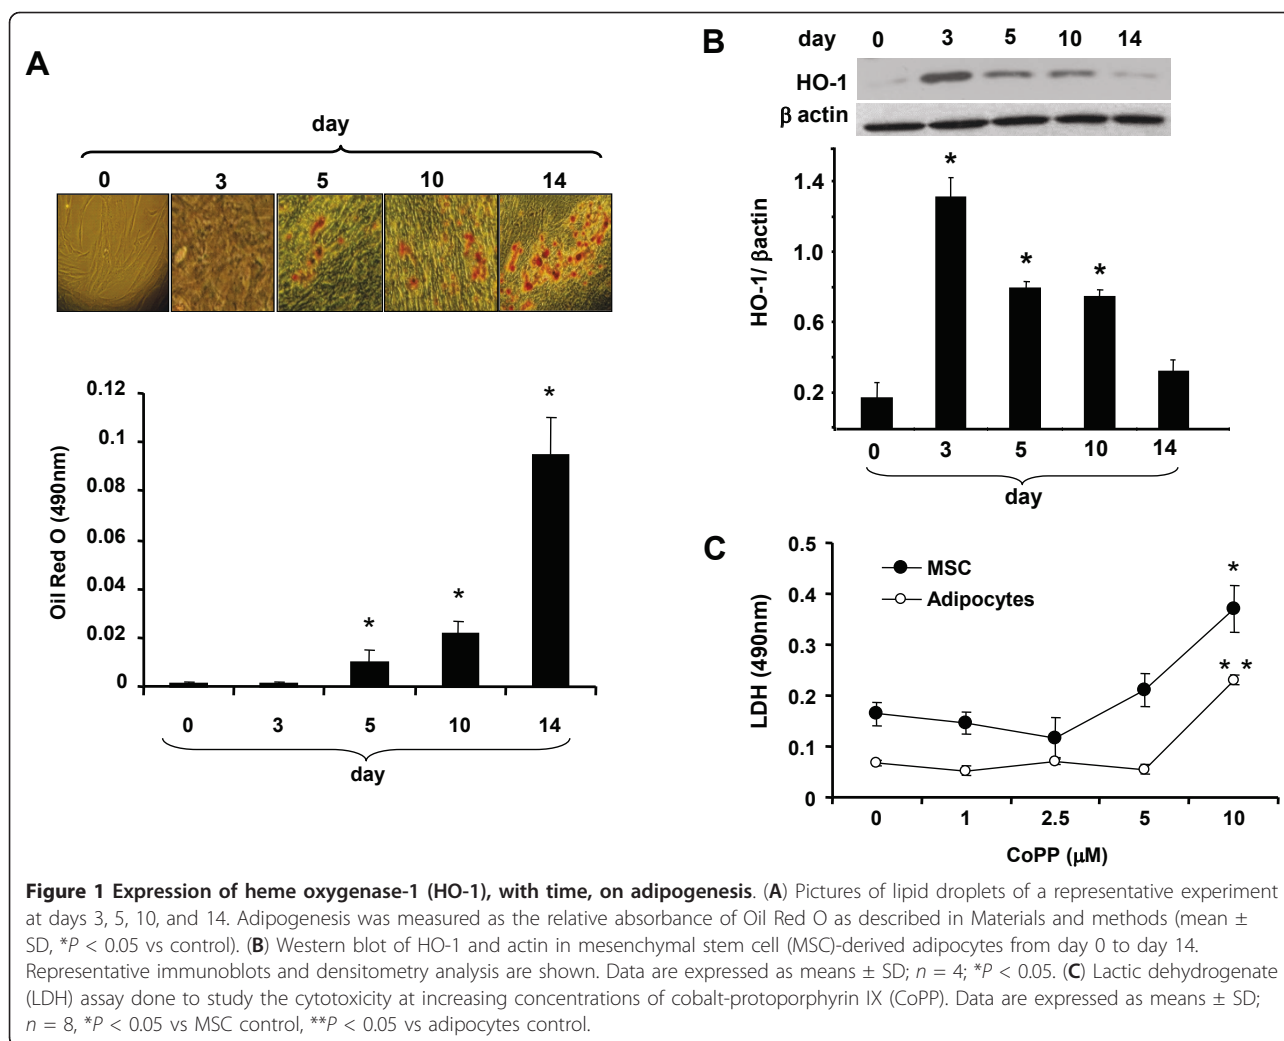 A
day
0 3 5 10 14
0.12
0.1
0.08
0.06
0.04
0.02
0
Oil Red O (490nm)
* * *
0 3 5 10 14
day
B
day 0 3 5 10 14
HO-1
β actin
1.4
1.0
0.6
0.2
HO-1/ βactin
* * *
0 3 5 10 14
day
C
0.5
0.4
0.3
0.2
0.1
0
LDH (490nm)
MSC
Adipocytes
*
* *
0 1 2.5 5 10
CoPP (μM)
Figure 1 Expression of heme oxygenase-1 (HO-1), with time, on adipogenesis. (A) Pictures of lipid droplets of a representative experiment
at days 3, 5, 10, and 14. Adipogenesis was measured as the relative absorbance of Oil Red O as described in Materials and methods (mean ±
SD, *P < 0.05 vs control). (B) Western blot of HO-1 and actin in mesenchymal stem cell (MSC)-derived adipocytes from day 0 to day 14.
Representative immunoblots and densitometry analysis are shown. Data are expressed as means ± SD; n = 4; *P < 0.05. (C) Lactic dehydrogenate
(LDH) assay done to study the cytotoxicity at increasing concentrations of cobalt-protoporphyrin IX (CoPP). Data are expressed as means ± SD;
n = 8, *P < 0.05 vs MSC control, **P < 0.05 vs adipocytes control.